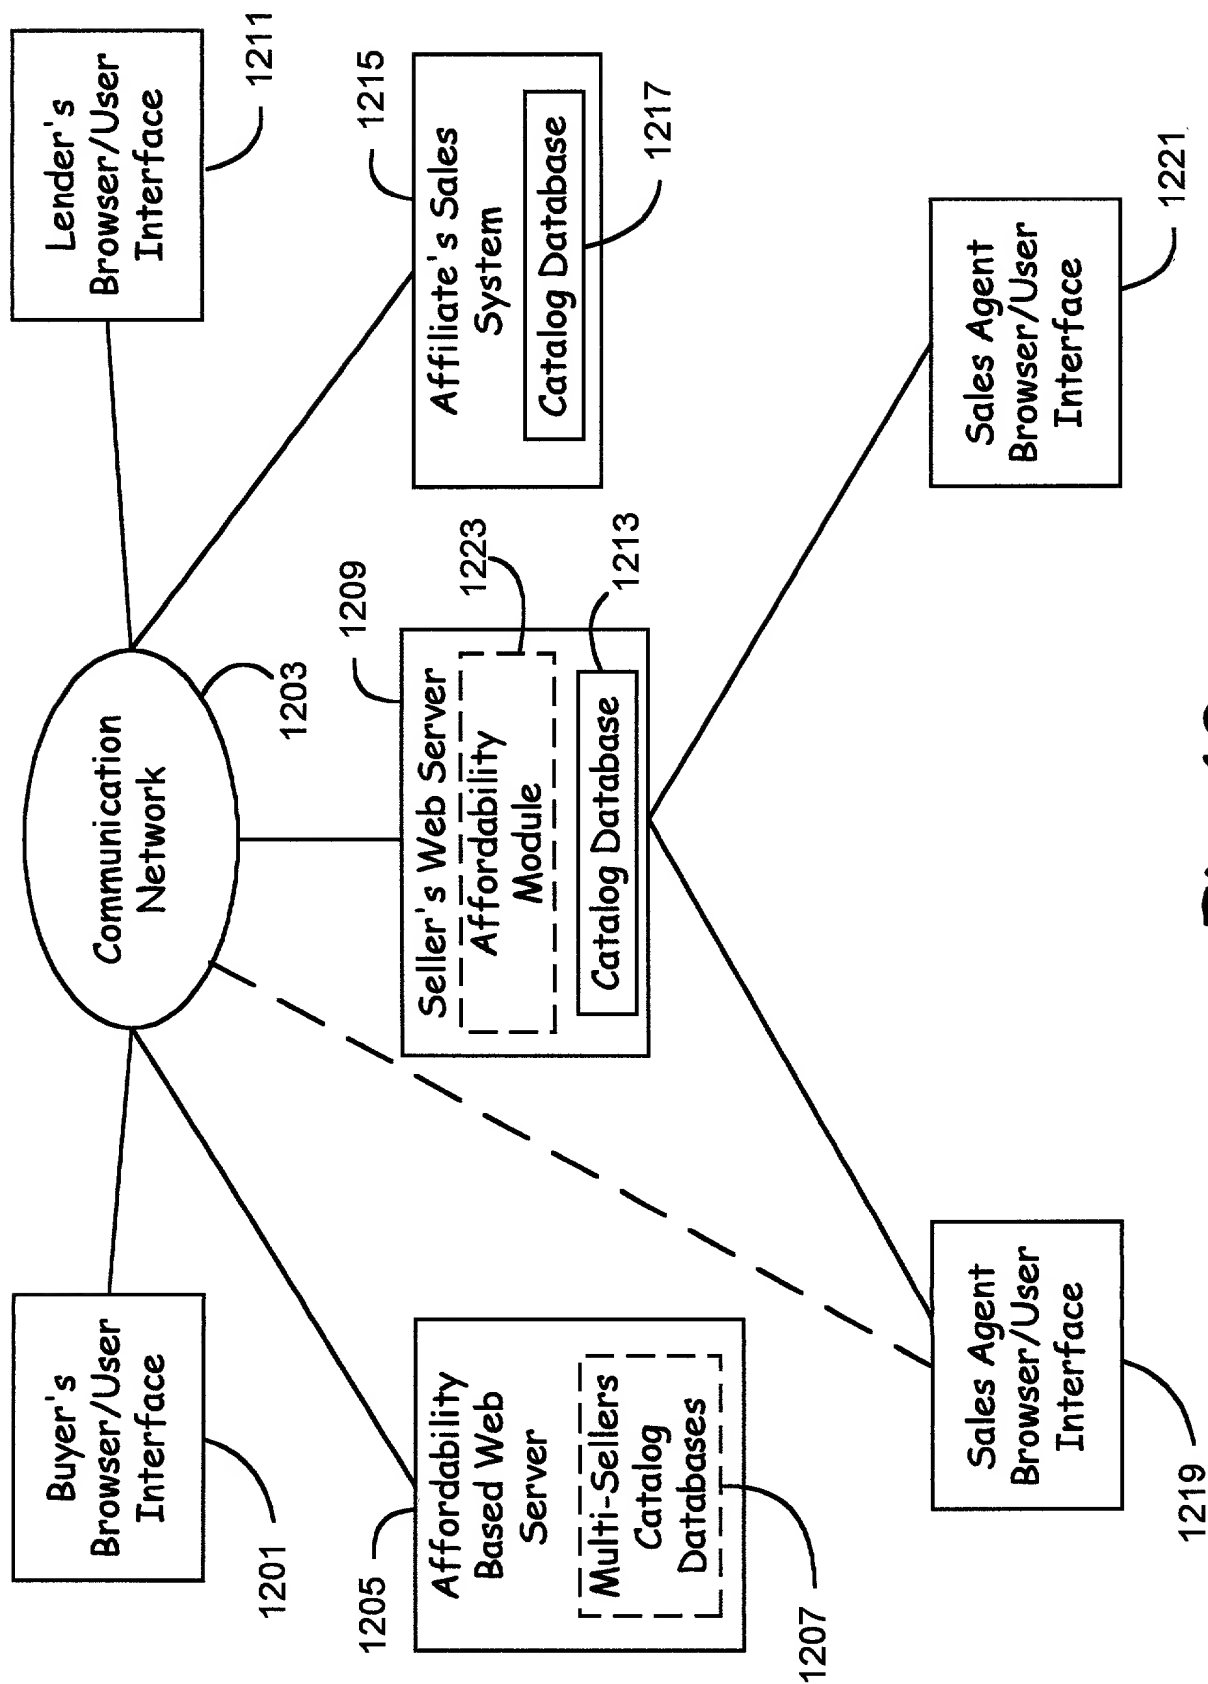 Buyer's
Browser/User
Interface
1201
Communication
Network
1203
Lender's
Browser/User
Interface
1211
1205
Affordability
Based Web
Server
Multi-Sellers
Catalog
Databases
1207
1209
Seller's Web Server
Affordability
Module
1223
Catalog Database
1213
1215
Affiliate's Sales
System
Catalog Database
1217
Sales Agent
Browser/User
Interface
1219
Sales Agent
Browser/User
Interface
1221